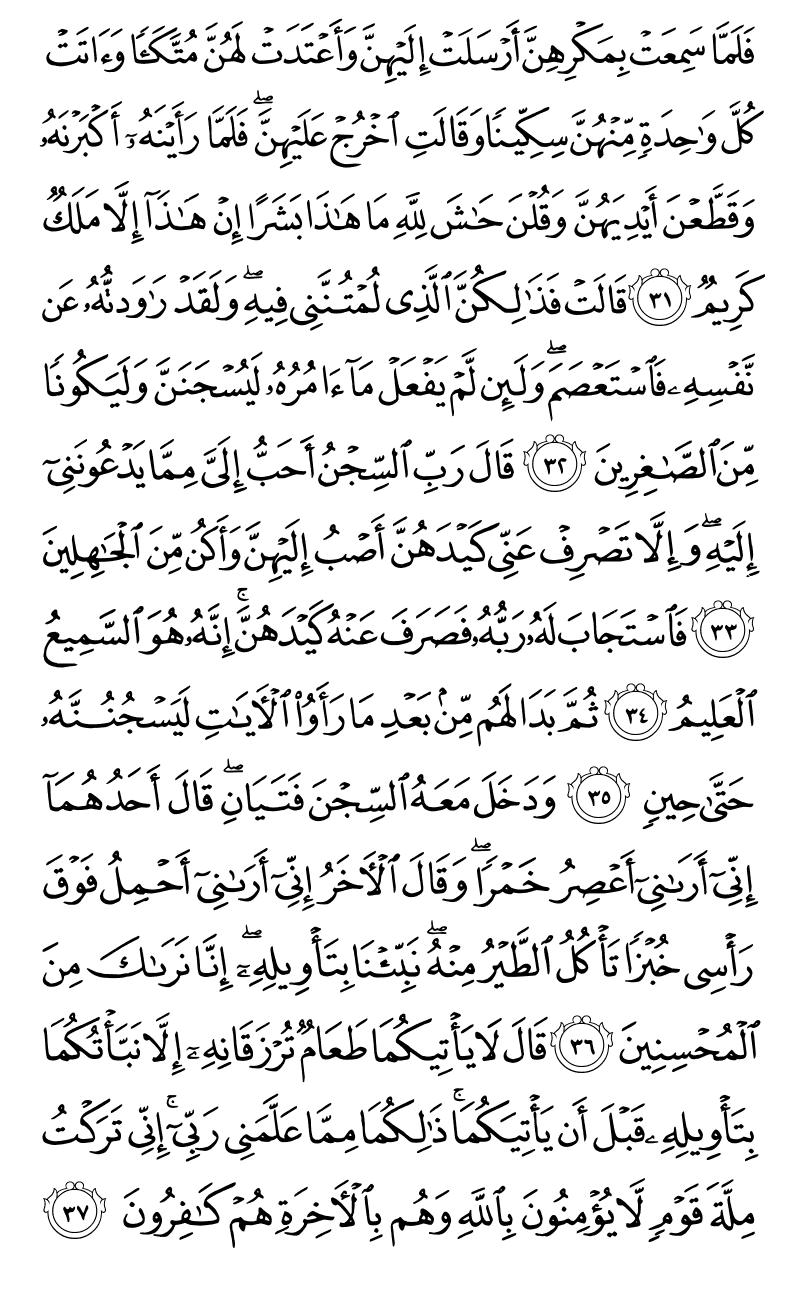 فَلَمَّا سَمِعَتْ بِمَكْرِهِنَّ أَرْسَلَتْ إِلَيْهِنَّ وَأَعْتَدَتْ لَهُنَّ مُتَّكَـًٔا وَءَاتَتْ
كُلَّ وَٰحِدَةٍ مِّنْهُنَّ سِكِّينًا وَقَالَتِ ٱخْرُجْ عَلَيْهِنَّ ۖ فَلَمَّا رَأَيْنَهُۥٓ أَكْبَرْنَهُۥ
وَقَطَّعْنَ أَيْدِيَهُنَّ وَقُلْنَ حَـٰشَ لِلَّهِ مَا هَـٰذَا بَشَرًا إِنْ هَـٰذَآ إِلَّا مَلَكٌ
كَرِيمٌ ٣١ قَالَتْ فَذَٰلِكُنَّ ٱلَّذِى لُمْتُنَّنِى فِيهِ ۖ وَلَقَدْ رَٰوَدتُّهُۥ عَن
نَّفْسِهِۦ فَٱسْتَعْصَمَ ۖ وَلَئِن لَّمْ يَفْعَلْ مَآ ءَامُرُهُۥ لَيُسْجَنَنَّ وَلَيَكُونًا
مِّنَ ٱلصَّـٰغِرِينَ ٣٢ قَالَ رَبِّ ٱلسِّجْنُ أَحَبُّ إِلَىَّ مِمَّا يَدْعُونَنِىٓ
إِلَيْهِ ۖ وَإِلَّا تَصْرِفْ عَنِّى كَيْدَهُنَّ أَصْبُ إِلَيْهِنَّ وَأَكُن مِّنَ ٱلْجَـٰهِلِينَ
٣٣ فَٱسْتَجَابَ لَهُۥ رَبُّهُۥ فَصَرَفَ عَنْهُ كَيْدَهُنَّ ۚ إِنَّهُۥ هُوَ ٱلسَّمِيعُ
ٱلْعَلِيمُ ٣٤ ثُمَّ بَدَا لَهُم مِّنۢ بَعْدِ مَا رَأَوُا۟ ٱلْـَٔايَـٰتِ لَيَسْجُنُنَّهُۥ
حَتَّىٰ حِينٍ ٣٥ وَدَخَلَ مَعَهُ ٱلسِّجْنَ فَتَيَانِ ۖ قَالَ أَحَدُهُمَآ
إِنِّىٓ أَرَىٰنِىٓ أَعْصِرُ خَمْرًا ۖ وَقَالَ ٱلْـَٔاخَرُ إِنِّىٓ أَرَىٰنِىٓ أَحْمِلُ فَوْقَ
رَأْسِى خُبْزًا تَأْكُلُ ٱلطَّيْرُ مِنْهُ ۖ نَبِّئْنَا بِتَأْوِيلِهِۦٓ ۖ إِنَّا نَرَىٰكَ مِنَ
ٱلْمُحْسِنِينَ ٣٦ قَالَ لَا يَأْتِيكُمَا طَعَامٌ تُرْزَقَانِهِۦٓ إِلَّا نَبَّأْتُكُمَا
بِتَأْوِيلِهِۦ قَبْلَ أَن يَأْتِيَكُمَا ۚ ذَٰلِكُمَا مِمَّا عَلَّمَنِى رَبِّىٓ ۚ إِنِّى تَرَكْتُ
مِلَّةَ قَوْمٍ لَّا يُؤْمِنُونَ بِٱللَّهِ وَهُم بِٱلْـَٔاخِرَةِ هُمْ كَـٰفِرُونَ ٣٧